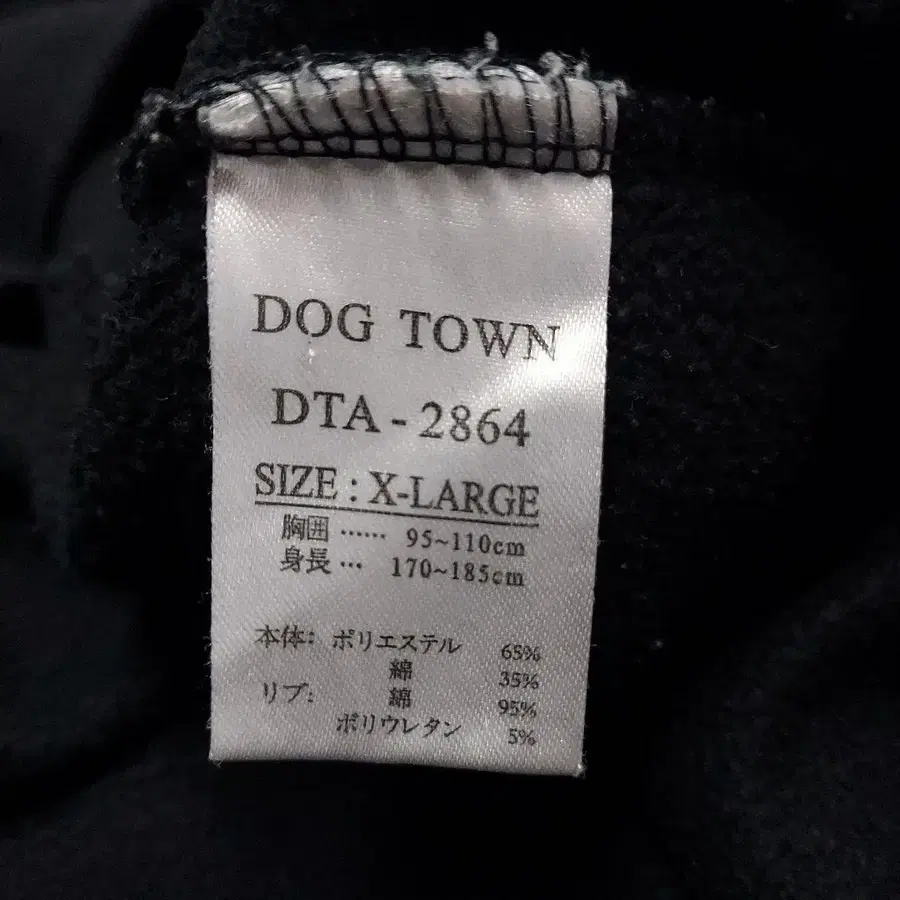 DOG TOWN
DTA-2864
SIZE : X-LARGE
胸囲 …… 95~110cm
身長 … 170~185cm
本体: ポリエステル 65%
綿 35%
リブ: 綿 95%
ポリウレタン 5%